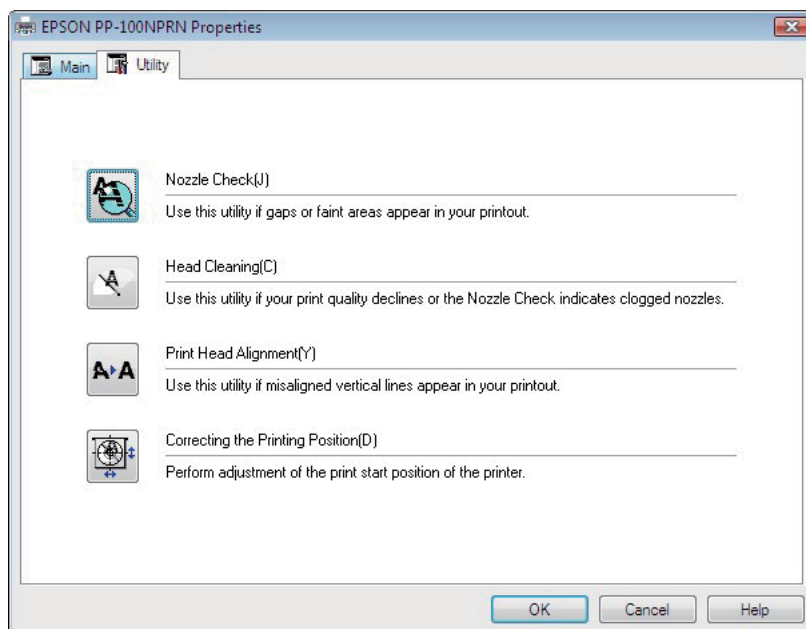 EPSON PP-100NPRN Properties
Main
Utility
Nozzle Check(J)
Use this utility if gaps or faint areas appear in your printout.
Head Cleaning(C)
Use this utility if your print quality declines or the Nozzle Check indicates clogged nozzles.
Print Head Alignment(Y)
Use this utility if misaligned vertical lines appear in your printout.
Correcting the Printing Position(D)
Perform adjustment of the print start position of the printer.
OK
Cancel
Help